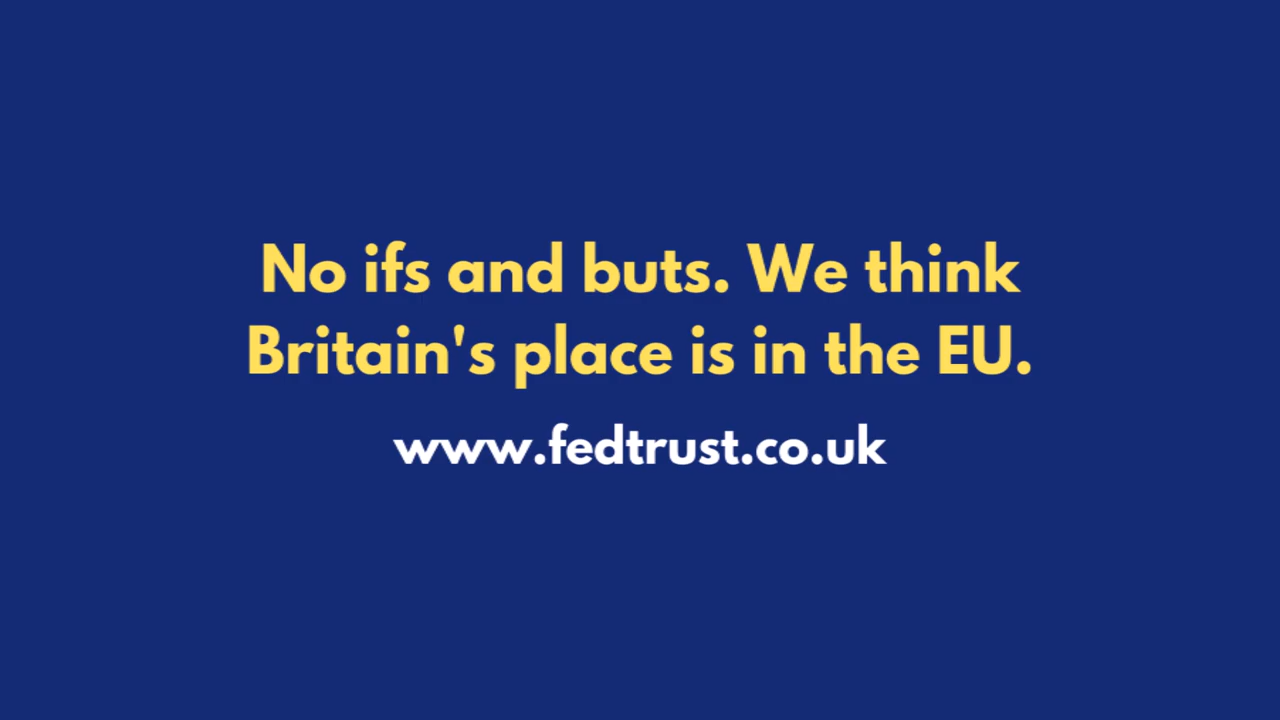 No ifs and buts. We think
Britain's place is in the EU.
www.fedtrust.co.uk